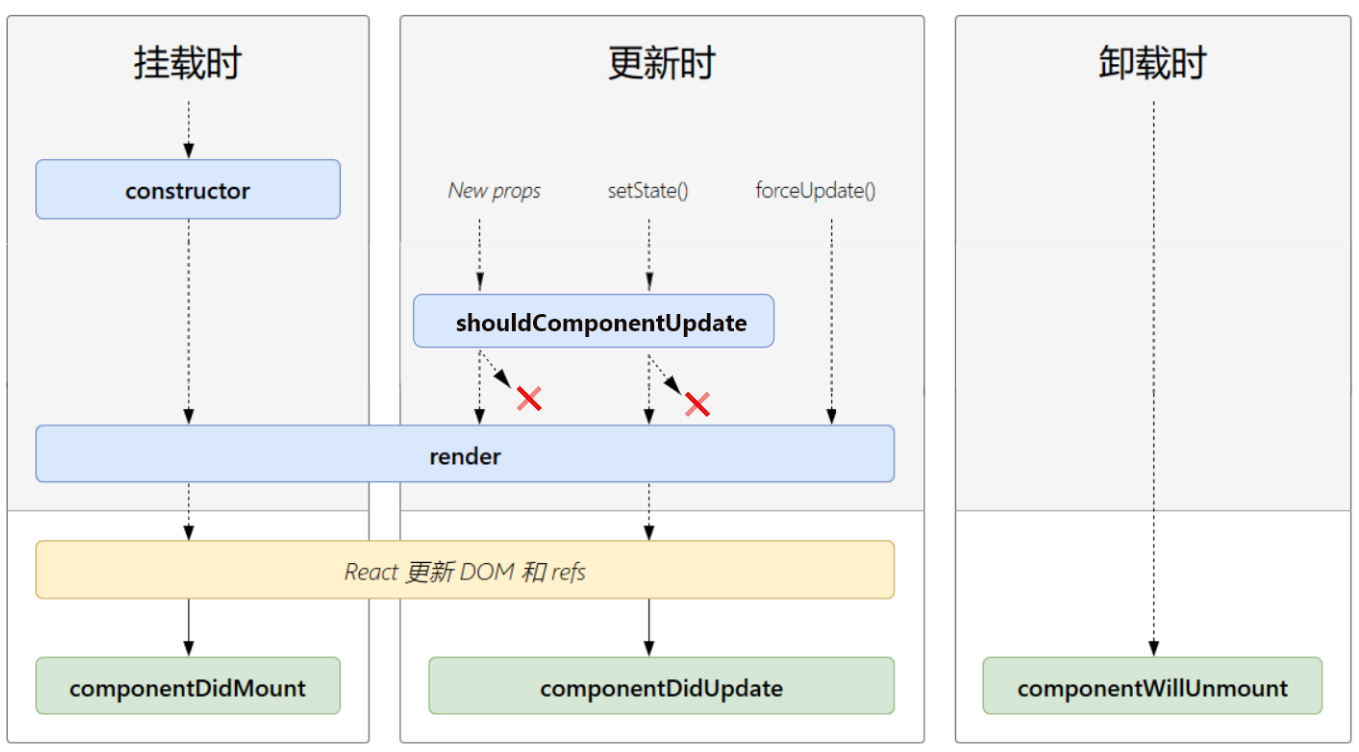 挂载时
更新时
卸载时
constructor
New props
setState()
forceUpdate()
shouldComponentUpdate
render
React 更新 DOM 和 refs
componentDidMount
componentDidUpdate
componentWillUnmount